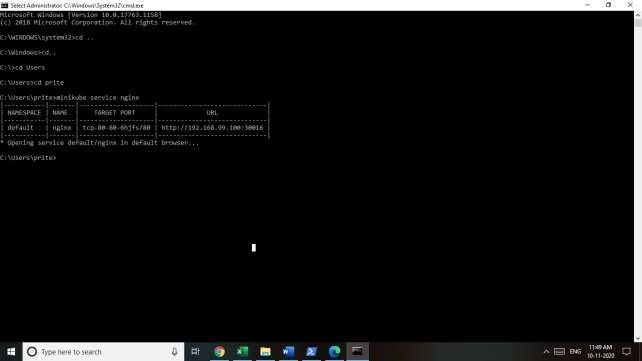 Select Administrator C:\Windows\System32\cmd.exe
Microsoft Windows [Version 10.0.17763.1158]
(c) 2018 Microsoft Corporation. All rights reserved.
C:\WINDOWS\system32>cd ..
C:\Windows>cd..
C:\>cd Users
C:\Users>cd prite
C:\Users\prite>minikube service nginx
|-----------|-------|--------------------|-----------------------------|
| NAMESPACE | NAME | TARGET PORT | URL |
|-----------|-------|--------------------|-----------------------------|
| default | nginx | tcp-80-80-6hjfs/80 | http://192.168.99.100:30016 |
|-----------|-------|--------------------|-----------------------------|
* Opening service default/nginx in default browser...
C:\Users\prite>
Type here to search
ENG
11:49 AM
10-11-2020